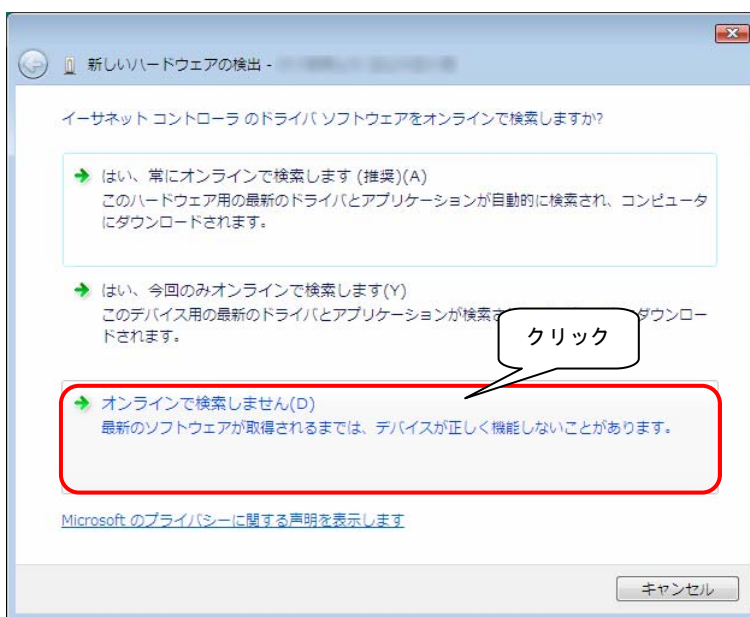 新しいハードウェアの検出 -
イーサネット コントローラ のドライバ ソフトウェアをオンラインで検索しますか?
はい、常にオンラインで検索します (推奨)(A)
このハードウェア用の最新のドライバとアプリケーションが自動的に検索され、コンピュータ
にダウンロードされます。
はい、今回のみオンラインで検索します(Y)
このデバイス用の最新のドライバとアプリケーションが検索さ ダウンロー
ドされます。
クリック
オンラインで検索しません(D)
最新のソフトウェアが取得されるまでは、デバイスが正しく機能しないことがあります。
Microsoft のプライバシーに関する声明を表示します
キャンセル